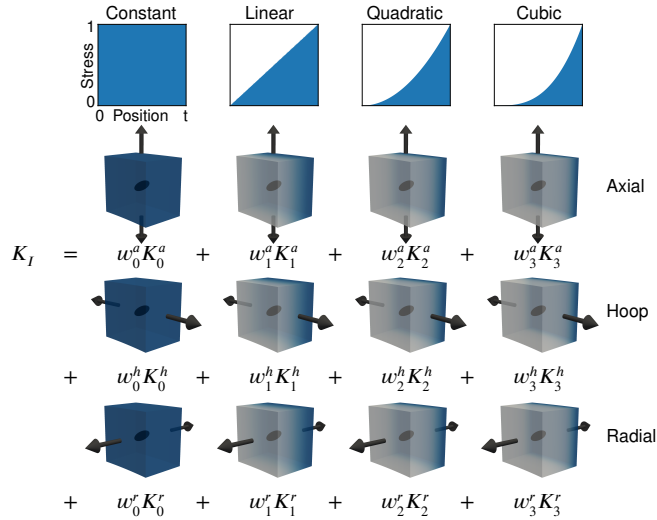 Constant Linear Quadratic Cubic
1
Stress
0
0 Position t
Axial
K_I = w_0^a K_0^a + w_1^a K_1^a + w_2^a K_2^a + w_3^a K_3^a
Hoop
+ w_0^h K_0^h + w_1^h K_1^h + w_2^h K_2^h + w_3^h K_3^h
Radial
+ w_0^r K_0^r + w_1^r K_1^r + w_2^r K_2^r + w_3^r K_3^r